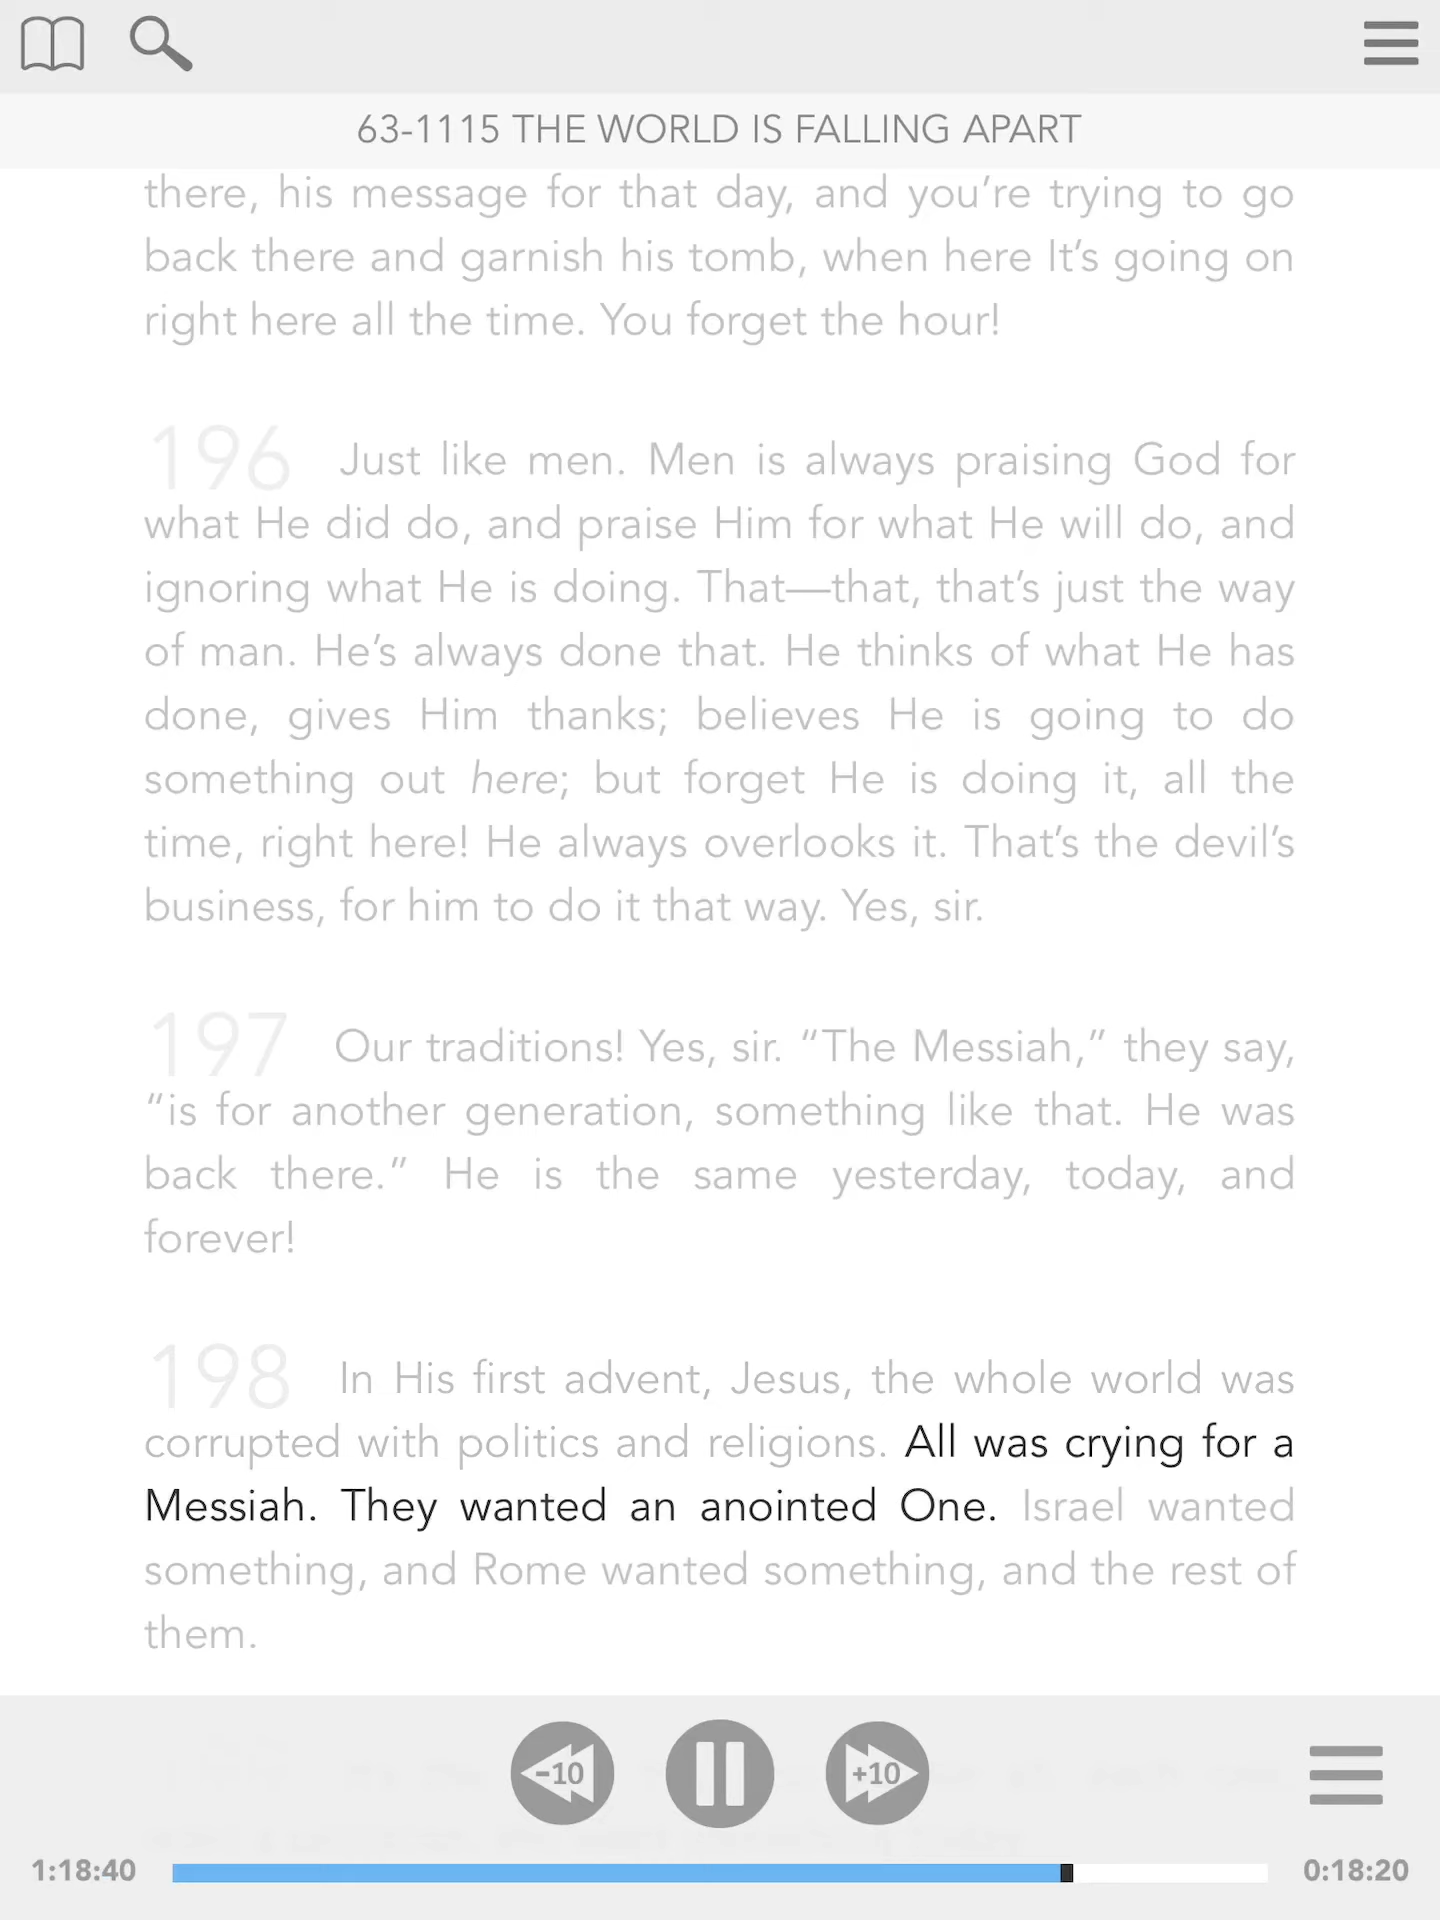 63-1115 THE WORLD IS FALLING APART
there, his message for that day, and you’re trying to go
back there and garnish his tomb, when here It’s going on
right here all the time. You forget the hour!
196 Just like men. Men is always praising God for
what He did do, and praise Him for what He will do, and
ignoring what He is doing. That—that, that’s just the way
of man. He’s always done that. He thinks of what He has
done, gives Him thanks; believes He is going to do
something out here; but forget He is doing it, all the
time, right here! He always overlooks it. That’s the devil’s
business, for him to do it that way. Yes, sir.
197 Our traditions! Yes, sir. “The Messiah,” they say,
“is for another generation, something like that. He was
back there.” He is the same yesterday, today, and
forever!
198 In His first advent, Jesus, the whole world was
corrupted with politics and religions. All was crying for a
Messiah. They wanted an anointed One. Israel wanted
something, and Rome wanted something, and the rest of
them.
-10 +10
1:18:40 0:18:20